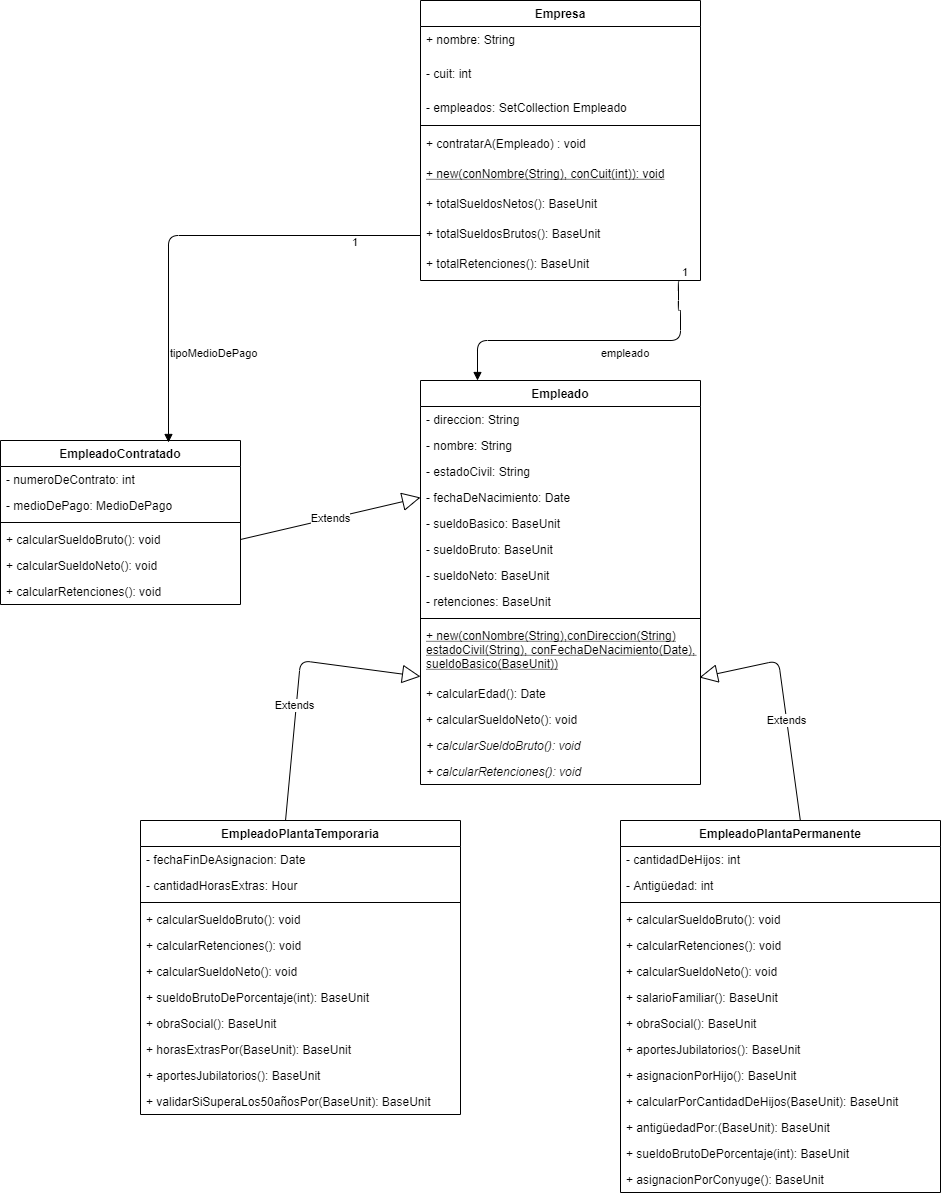 Empresa
+ nombre: String
- cuit: int
- empleados: SetCollection Empleado
+ contratarA(Empleado) : void
+ new(conNombre(String), conCuit(int)): void
+ totalSueldosNetos(): BaseUnit
+ totalSueldosBrutos(): BaseUnit
+ totalRetenciones(): BaseUnit
1
1
tipoMedioDePago
empleado
EmpleadoContratado
- numeroDeContrato: int
- medioDePago: MedioDePago
+ calcularSueldoBruto(): void
+ calcularSueldoNeto(): void
+ calcularRetenciones(): void
Extends
Empleado
- direccion: String
- nombre: String
- estadoCivil: String
- fechaDeNacimiento: Date
- sueldoBasico: BaseUnit
- sueldoBruto: BaseUnit
- sueldoNeto: BaseUnit
- retenciones: BaseUnit
+ new(conNombre(String),conDireccion(String)
estadoCivil(String), conFechaDeNacimiento(Date),
sueldoBasico(BaseUnit))
+ calcularEdad(): Date
+ calcularSueldoNeto(): void
+ calcularSueldoBruto(): void
+ calcularRetenciones(): void
Extends
Extends
EmpleadoPlantaTemporaria
- fechaFinDeAsignacion: Date
- cantidadHorasExtras: Hour
+ calcularSueldoBruto(): void
+ calcularRetenciones(): void
+ calcularSueldoNeto(): void
+ sueldoBrutoDePorcentaje(int): BaseUnit
+ obraSocial(): BaseUnit
+ horasExtrasPor(BaseUnit): BaseUnit
+ aportesJubilatorios(): BaseUnit
+ validarSiSuperaLos50añosPor(BaseUnit): BaseUnit
EmpleadoPlantaPermanente
- cantidadDeHijos: int
- Antigüedad: int
+ calcularSueldoBruto(): void
+ calcularRetenciones(): void
+ calcularSueldoNeto(): void
+ salarioFamiliar(): BaseUnit
+ obraSocial(): BaseUnit
+ aportesJubilatorios(): BaseUnit
+ asignacionPorHijo(): BaseUnit
+ calcularPorCantidadDeHijos(BaseUnit): BaseUnit
+ antigüedadPor:(BaseUnit): BaseUnit
+ sueldoBrutoDePorcentaje(int): BaseUnit
+ asignacionPorConyuge(): BaseUnit